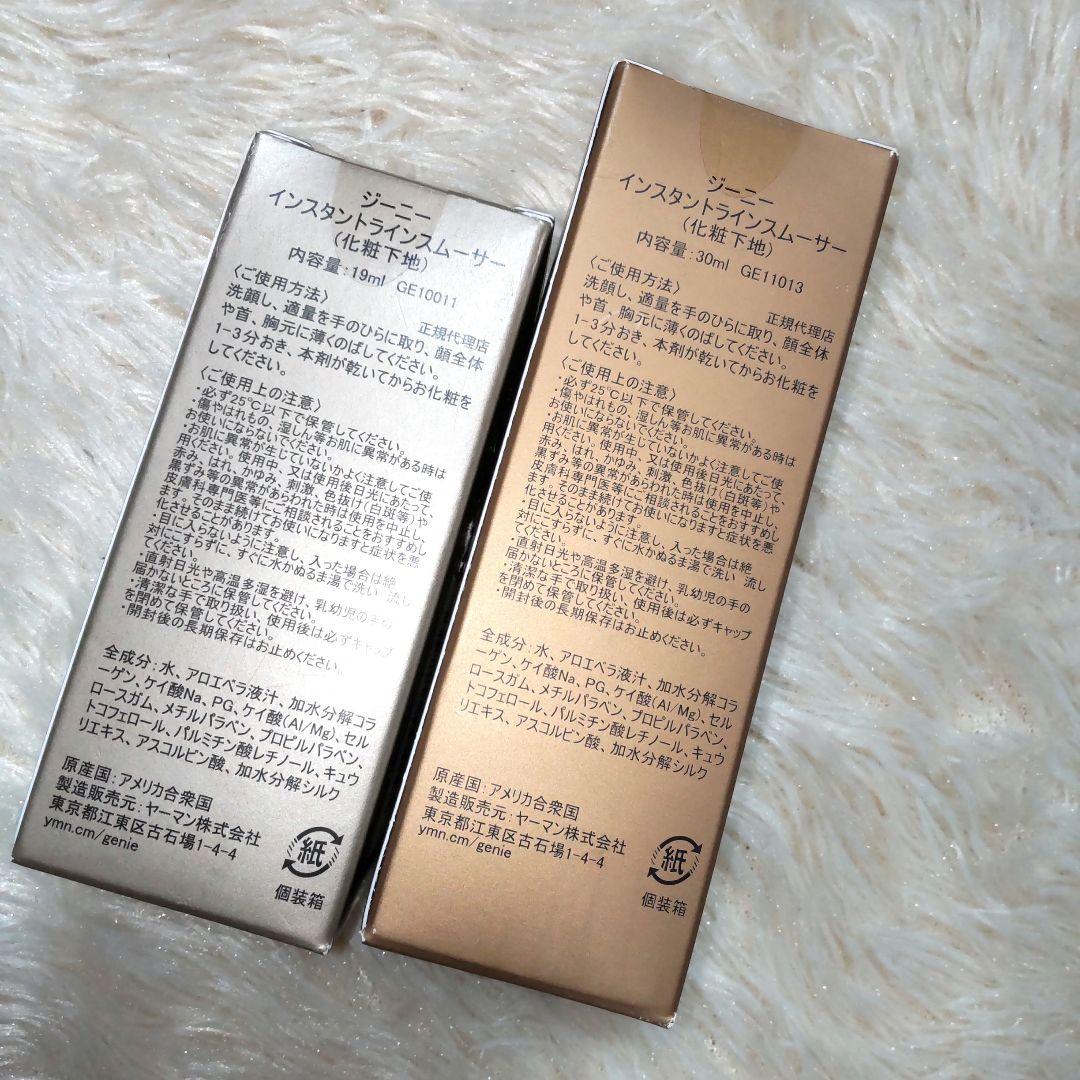 ジーニー
インスタントラインスムーサー
(化粧下地)
内容量：19ml GE10011
〈ご使用方法〉 正規代理店
洗顔し、適量を手のひらに取り、顔全体
や首、胸元に薄くのばしてください。
1-3分おき、本剤が乾いてからお化粧を
してください。
〈ご使用上の注意〉
・必ず25℃以下で保管してください。
・傷やはれもの、湿しん等お肌に異常がある時は
お使いにならないでください。
・お肌に異常が生じていないかよく注意してご使
用ください。使用中、又は使用後日光にあたって、
赤み、はれ、かゆみ、刺激、色抜け(白斑等)や
黒ずみ等の異常があらわれた時は使用を中止し、
皮膚科専門医等にご相談されることをおすすめし
ます。そのまま続けてお使いになりますと症状を悪
化させることがあります。
・目に入らないように注意し、入った場合は絶
対にこすらずに、すぐに水かぬるま湯で洗い 流し
てください。
・直射日光や高温多湿を避け、乳幼児の手の
届かないところに保管してください。
・清潔な手で取り扱い、使用後は必ずキャップ
を閉めて保管してください。
・開封後の長期保存はお止めください。
全成分：水、アロエベラ液汁、加水分解コラ
ーゲン、ケイ酸Na、PG、ケイ酸(Al/Mg)、セル
ロースガム、メチルパラベン、プロピルパラベン、
トコフェロール、パルミチン酸レチノール、キュウ
リエキス、アスコルビン酸、加水分解シルク
原産国：アメリカ合衆国
製造販売元：ヤーマン株式会社
東京都江東区古石場1-4-4
ymn.cm/genie
紙
個装箱
ジーニー
インスタントラインスムーサー
(化粧下地)
内容量：30ml GE11013
〈ご使用方法〉 正規代理店
洗顔し、適量を手のひらに取り、顔全体
や首、胸元に薄くのばしてください。
1-3分おき、本剤が乾いてからお化粧を
してください。
〈ご使用上の注意〉
・必ず25℃以下で保管してください。
・傷やはれもの、湿しん等お肌に異常がある時は
お使いにならないでください。
・お肌に異常が生じていないかよく注意してご使
用ください。使用中、又は使用後日光にあたって、
赤み、はれ、かゆみ、刺激、色抜け(白斑等)や
黒ずみ等の異常があらわれた時は使用を中止し、
皮膚科専門医等にご相談されることをおすすめし
ます。そのまま続けてお使いになりますと症状を悪
化させることがあります。
・目に入らないように注意し、入った場合は絶
対にこすらずに、すぐに水かぬるま湯で洗い 流し
てください。
・直射日光や高温多湿を避け、乳幼児の手の
届かないところに保管してください。
・清潔な手で取り扱い、使用後は必ずキャップ
を閉めて保管してください。
・開封後の長期保存はお止めください。
全成分：水、アロエベラ液汁、加水分解コラ
ーゲン、ケイ酸Na、PG、ケイ酸(Al/Mg)、セル
ロースガム、メチルパラベン、プロピルパラベン、
トコフェロール、パルミチン酸レチノール、キュウ
リエキス、アスコルビン酸、加水分解シルク
原産国：アメリカ合衆国
製造販売元：ヤーマン株式会社
東京都江東区古石場1-4-4
ymn.cm/genie
紙
個装箱